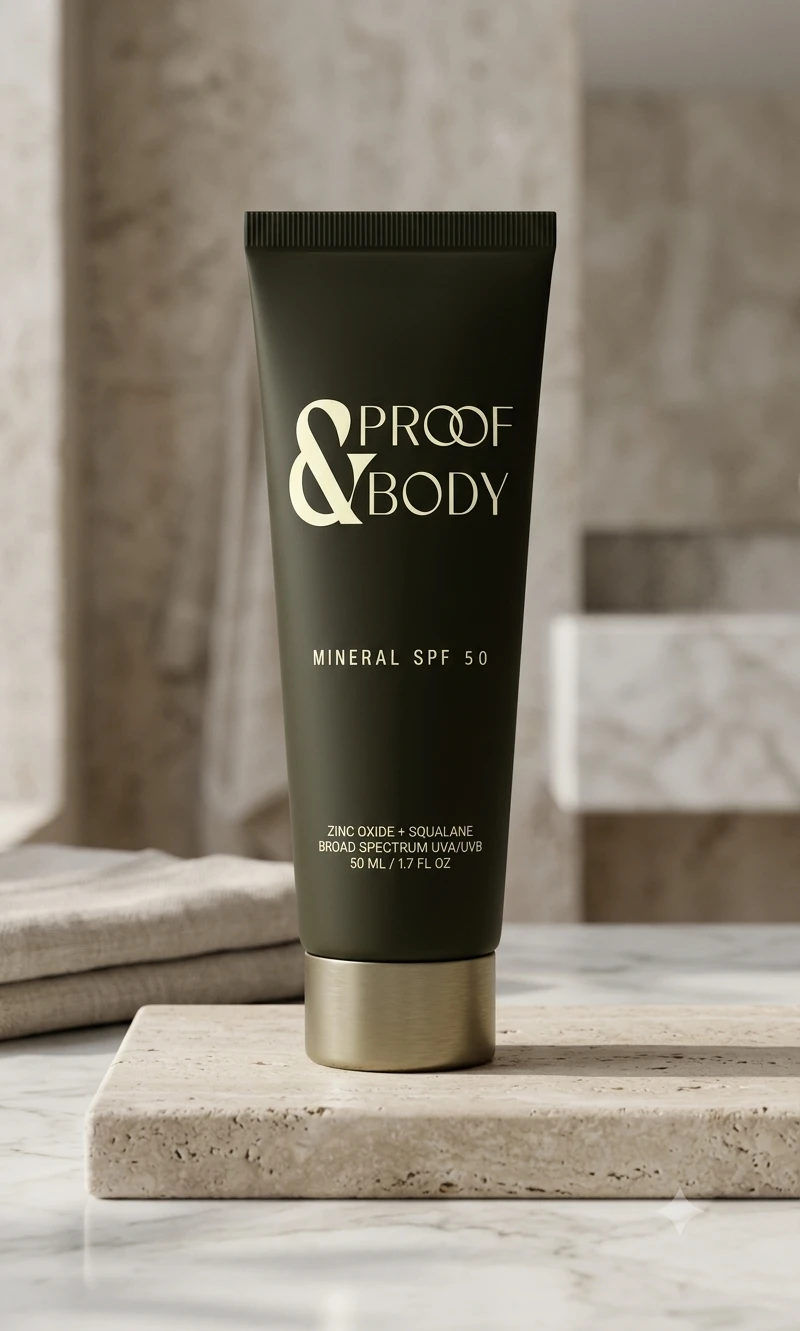 & PROOF
& BODY
MINERAL SPF 50
ZINC OXIDE + SQUALANE
BROAD SPECTRUM UVA/UVB
50 ML / 1.7 FL OZ